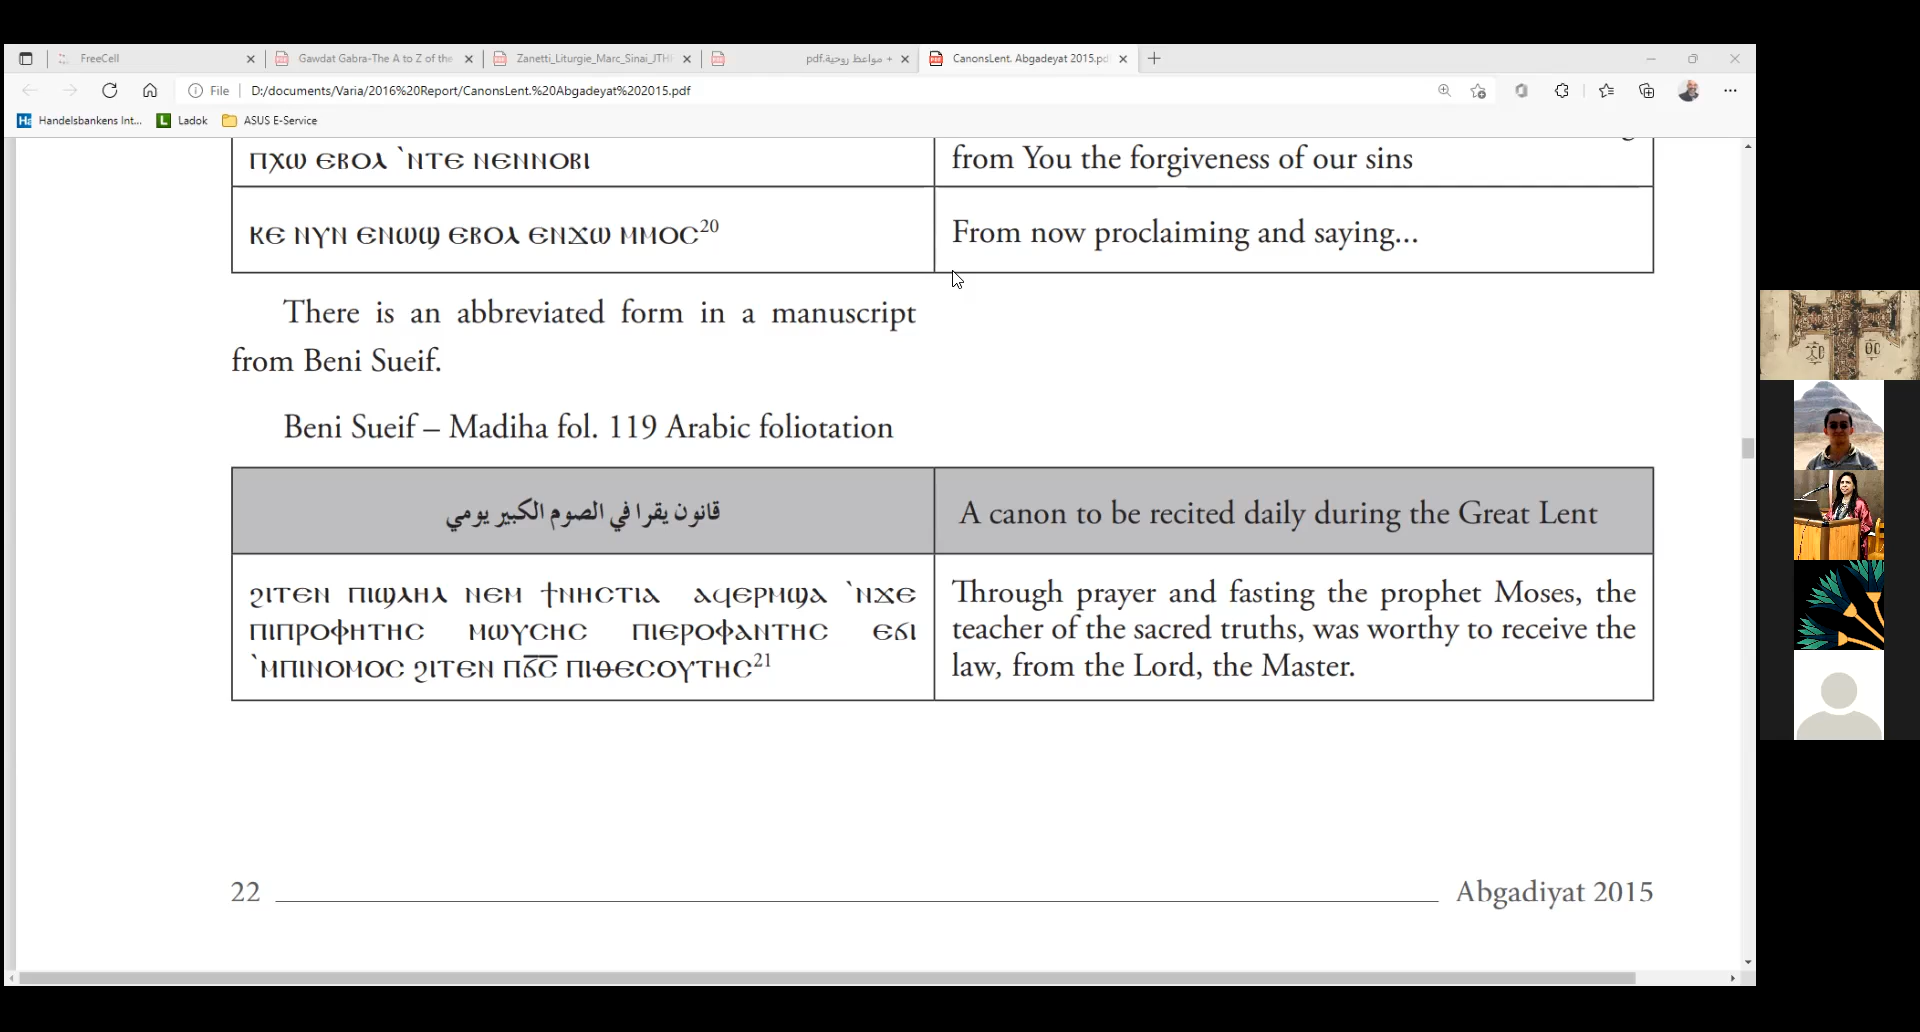 FreeCell
Gawdat Gabra-The A to Z of the
Zanetti_Liturgie_Marc_Sinai_JTH
مواعظ روحية.pdf +
CanonsLent. Abgadeyat 2015.pd
File D:/documents/Varia/2016%20Report/CanonsLent.%20Abgadeyat%202015.pdf
Handelsbankens Int... Ladok ASUS E-Service
ⲡⲭⲱ ⲉⲃⲟⲗ `ⲛⲧⲉ ⲛⲉⲛⲛⲟⲃⲓ
from You the forgiveness of our sins
ⲕⲉ ⲛⲩⲛ ⲉⲛⲱϣ ⲉⲃⲟⲗ ⲉⲛϫⲱ ⲙⲙⲟⲥ20
From now proclaiming and saying...
There is an abbreviated form in a manuscript
from Beni Sueif.
Beni Sueif – Madiha fol. 119 Arabic foliotation
قانون يقرا في الصوم الكبير يومي
A canon to be recited daily during the Great Lent
ϩⲓⲧⲉⲛ ⲡⲓϣⲗⲏⲗ ⲛⲉⲙ ϯⲛⲏⲥⲧⲓⲁ ⲁϥⲉⲣⲙϣⲁ `ⲛϫⲉ
ⲡⲓⲡⲣⲟⲫⲏⲧⲏⲥ ⲙⲱⲩⲥⲏⲥ ⲡⲓⲉⲣⲟⲫⲁⲛⲧⲏⲥ ⲉϭⲓ
`ⲙⲡⲓⲛⲟⲙⲟⲥ ϩⲓⲧⲉⲛ ⲡϭ̅ⲥ̅ ⲡⲓⲑⲉⲥⲟⲩⲧⲏⲥ21
Through prayer and fasting the prophet Moses, the
teacher of the sacred truths, was worthy to receive the
law, from the Lord, the Master.
22 Abgadiyat 2015